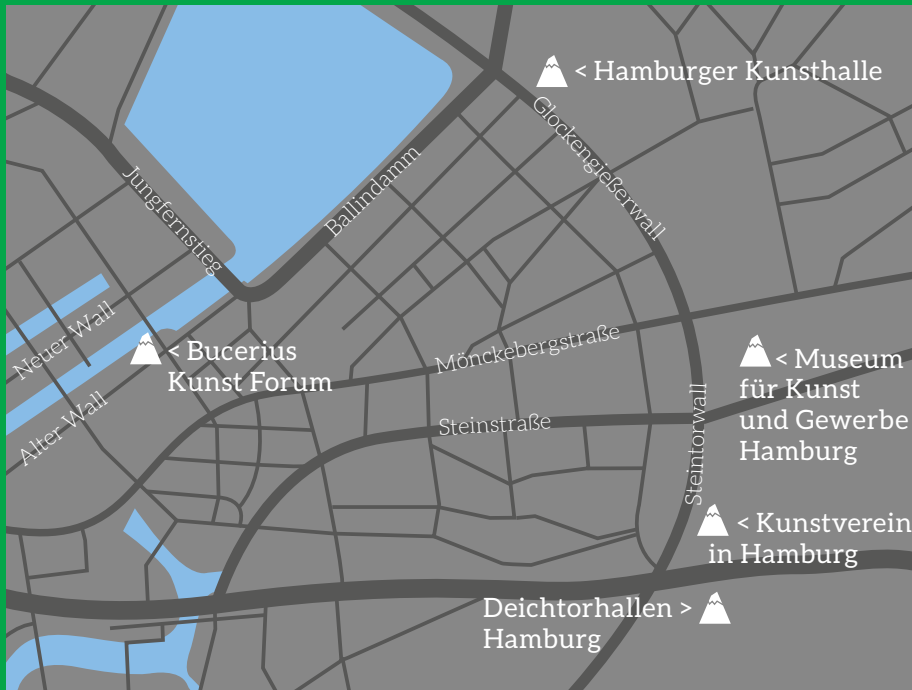 < Hamburger Kunsthalle
Glockengießerwall
Ballindamm
Jungfernstieg
Neuer Wall
< Bucerius
Kunst Forum
Mönckebergstraße
< Museum
für Kunst
und Gewerbe
Hamburg
Alter Wall
Steinstraße
Steintorwall
< Kunstverein
in Hamburg
Deichtorhallen >
Hamburg